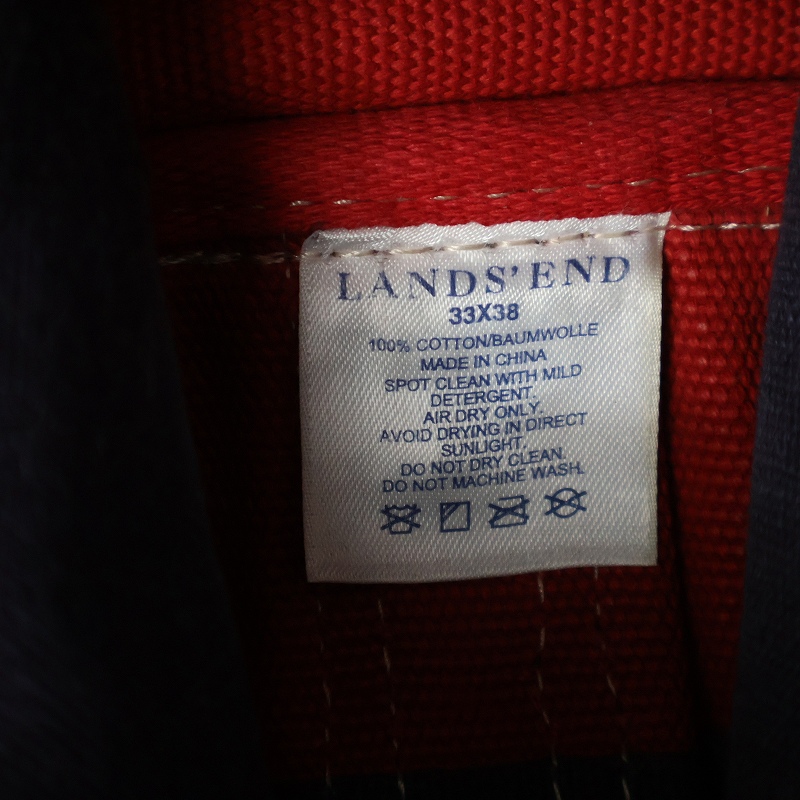 LANDS' END
33X38
100% COTTON/BAUMWOLLE
MADE IN CHINA
SPOT CLEAN WITH MILD
DETERGENT.
AIR DRY ONLY.
AVOID DRYING IN DIRECT
SUNLIGHT.
DO NOT DRY CLEAN.
DO NOT MACHINE WASH.